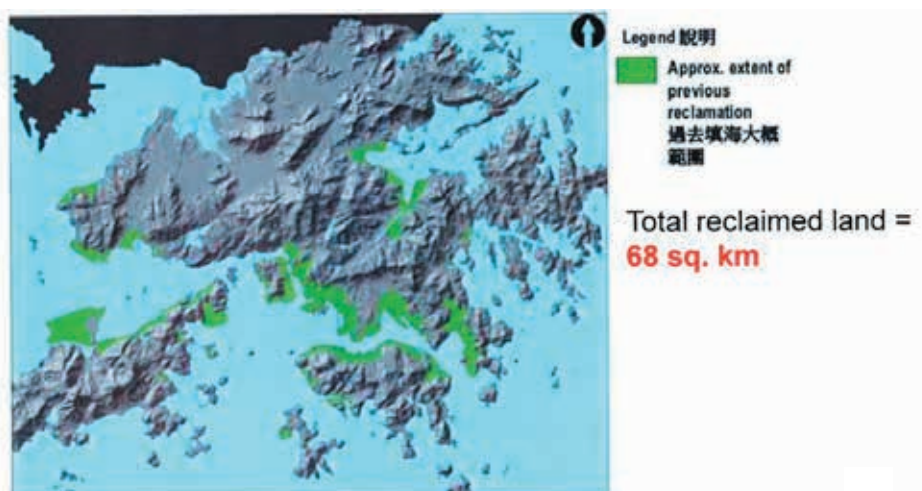 Legend 說明
Approx. extent of
previous
reclamation
過去填海大概
範圍
Total reclaimed land =
68 sq. km